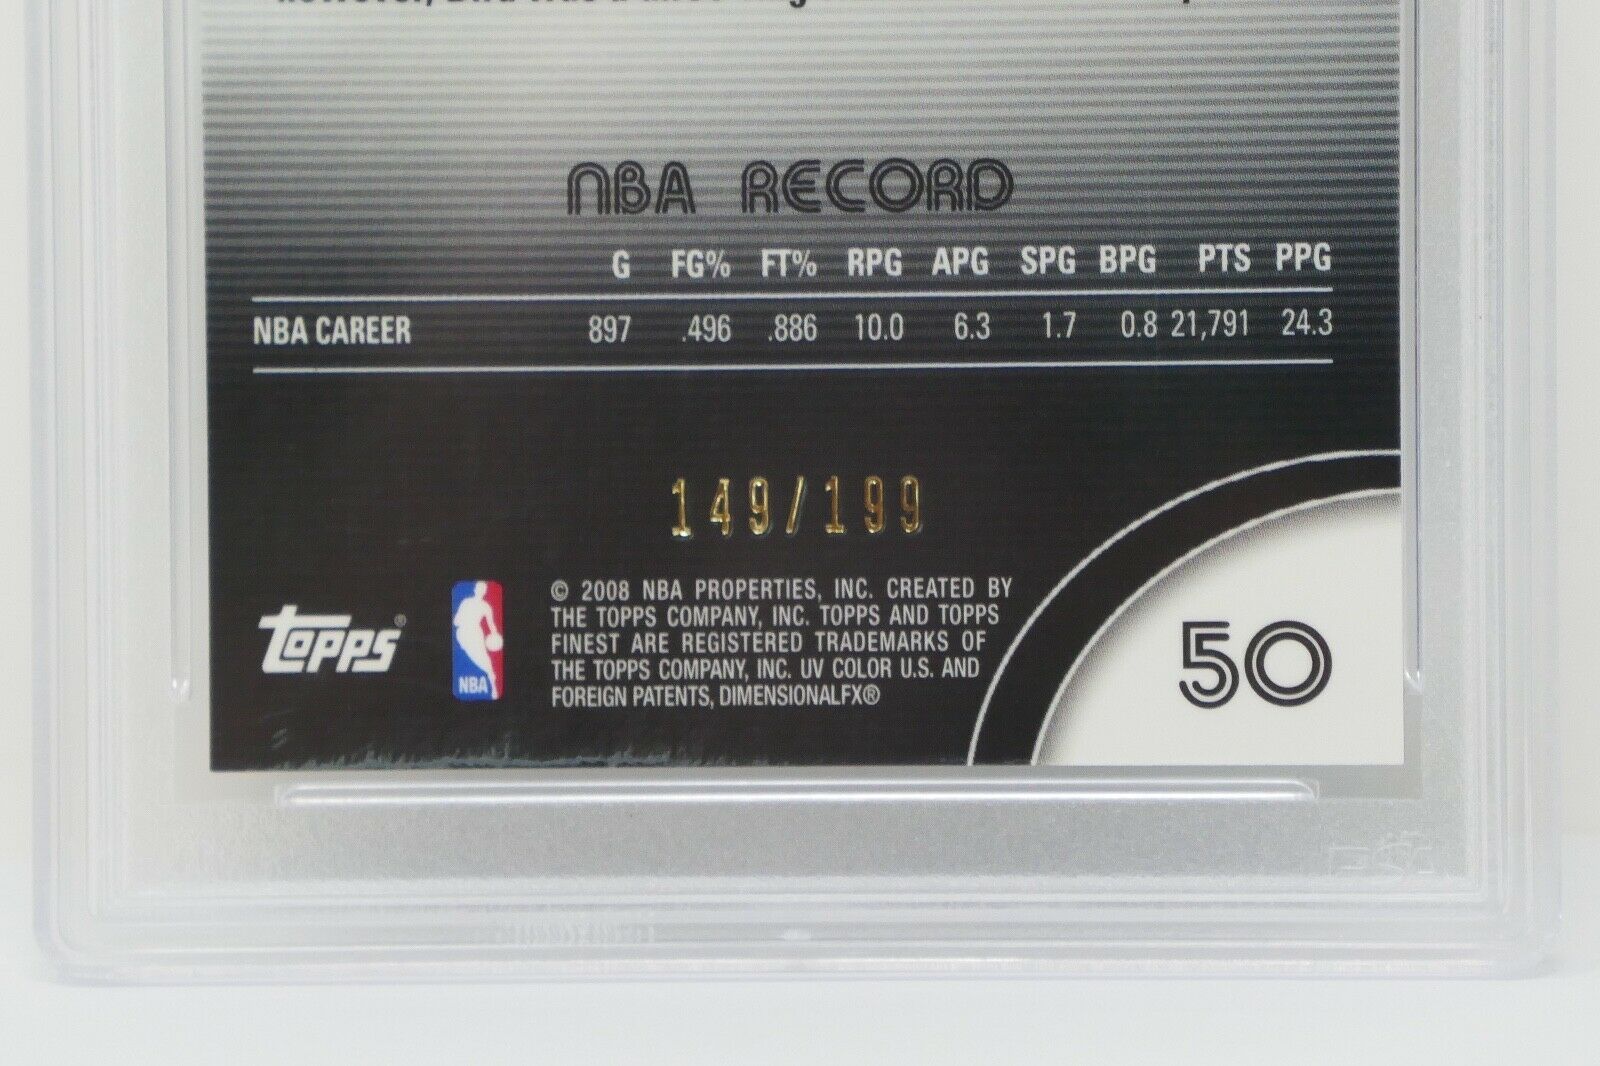 NBA RECORD
G FG% FT% RPG APG SPG BPG PTS PPG
NBA CAREER 897 .496 .886 10.0 6.3 1.7 0.8 21,791 24.3
149/199
© 2008 NBA PROPERTIES, INC. CREATED BY
THE TOPPS COMPANY, INC. TOPPS AND TOPPS
FINEST ARE REGISTERED TRADEMARKS OF
THE TOPPS COMPANY, INC. UV COLOR U.S. AND
FOREIGN PATENTS, DIMENSIONALFX®
topps®
NBA
50